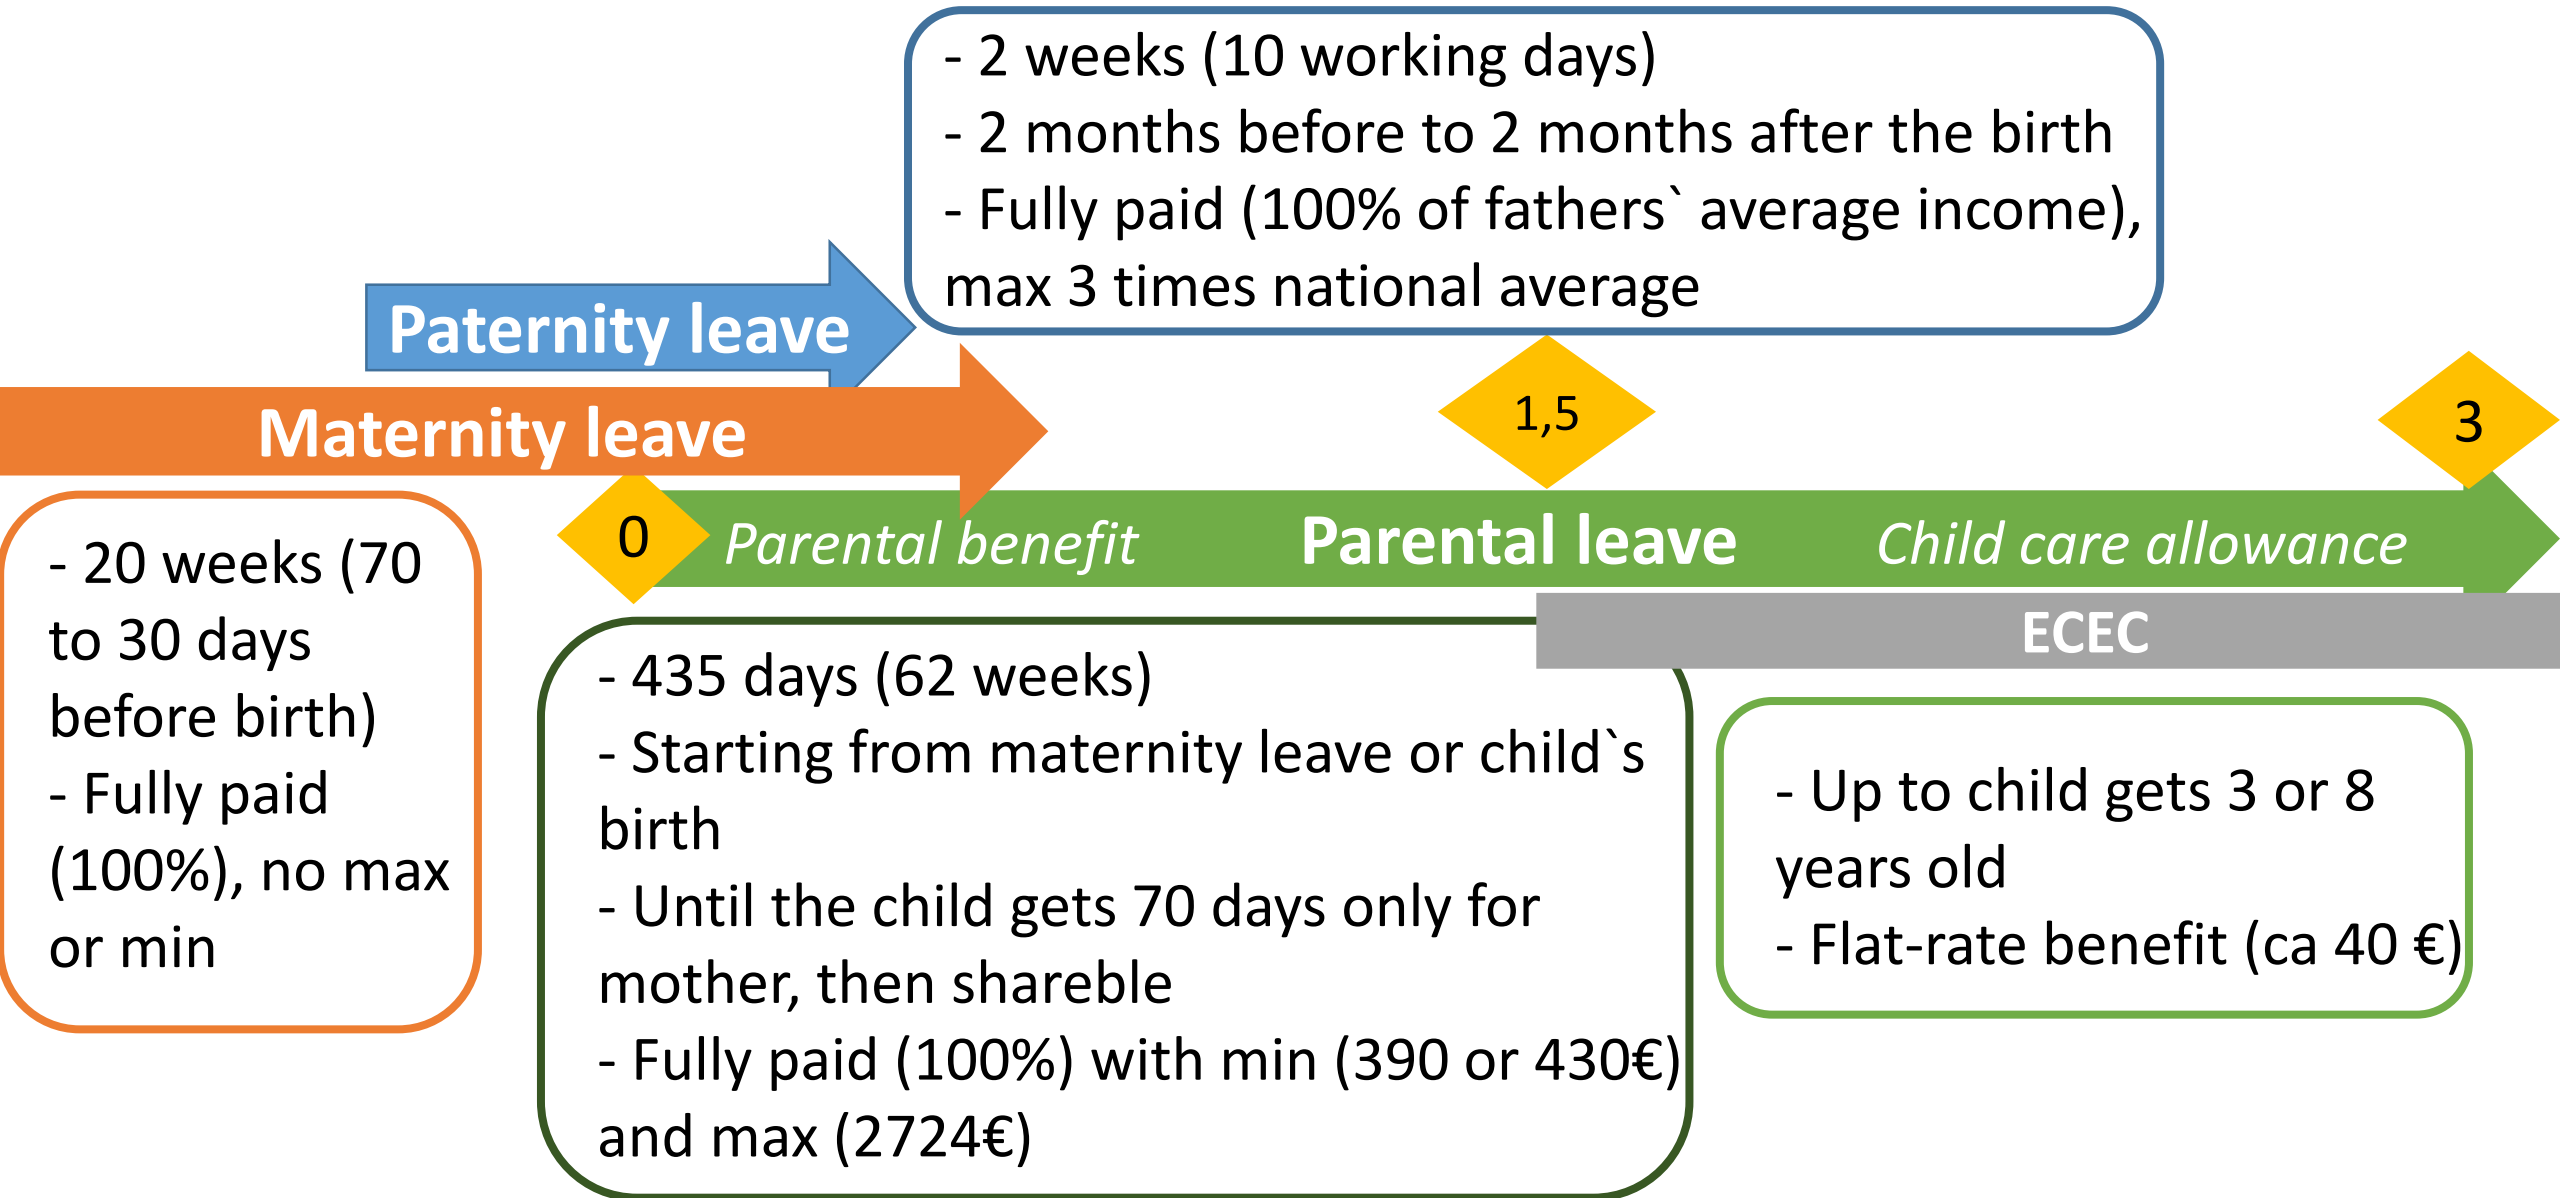 - 2 weeks (10 working days)
- 2 months before to 2 months after the birth
- Fully paid (100% of fathers` average income),
max 3 times national average
Paternity leave
Maternity leave
1,5
3
0
Parental benefit
Parental leave
Child care allowance
ECEC
- 20 weeks (70
to 30 days
before birth)
- Fully paid
(100%), no max
or min
- 435 days (62 weeks)
- Starting from maternity leave or child`s
birth
- Until the child gets 70 days only for
mother, then shareble
- Fully paid (100%) with min (390 or 430€)
and max (2724€)
- Up to child gets 3 or 8
years old
- Flat-rate benefit (ca 40 €)